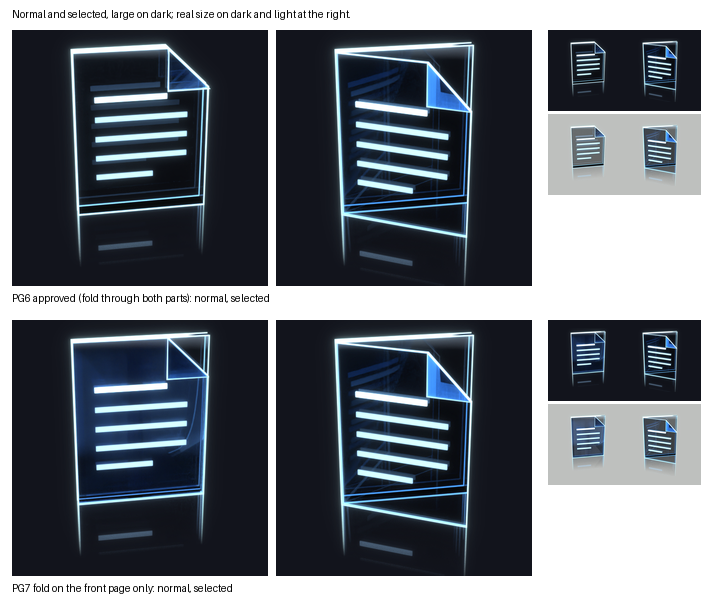 Normal and selected, large on dark; real size on dark and light at the right.
PG6 approved (fold through both parts): normal, selected
PG7 fold on the front page only: normal, selected